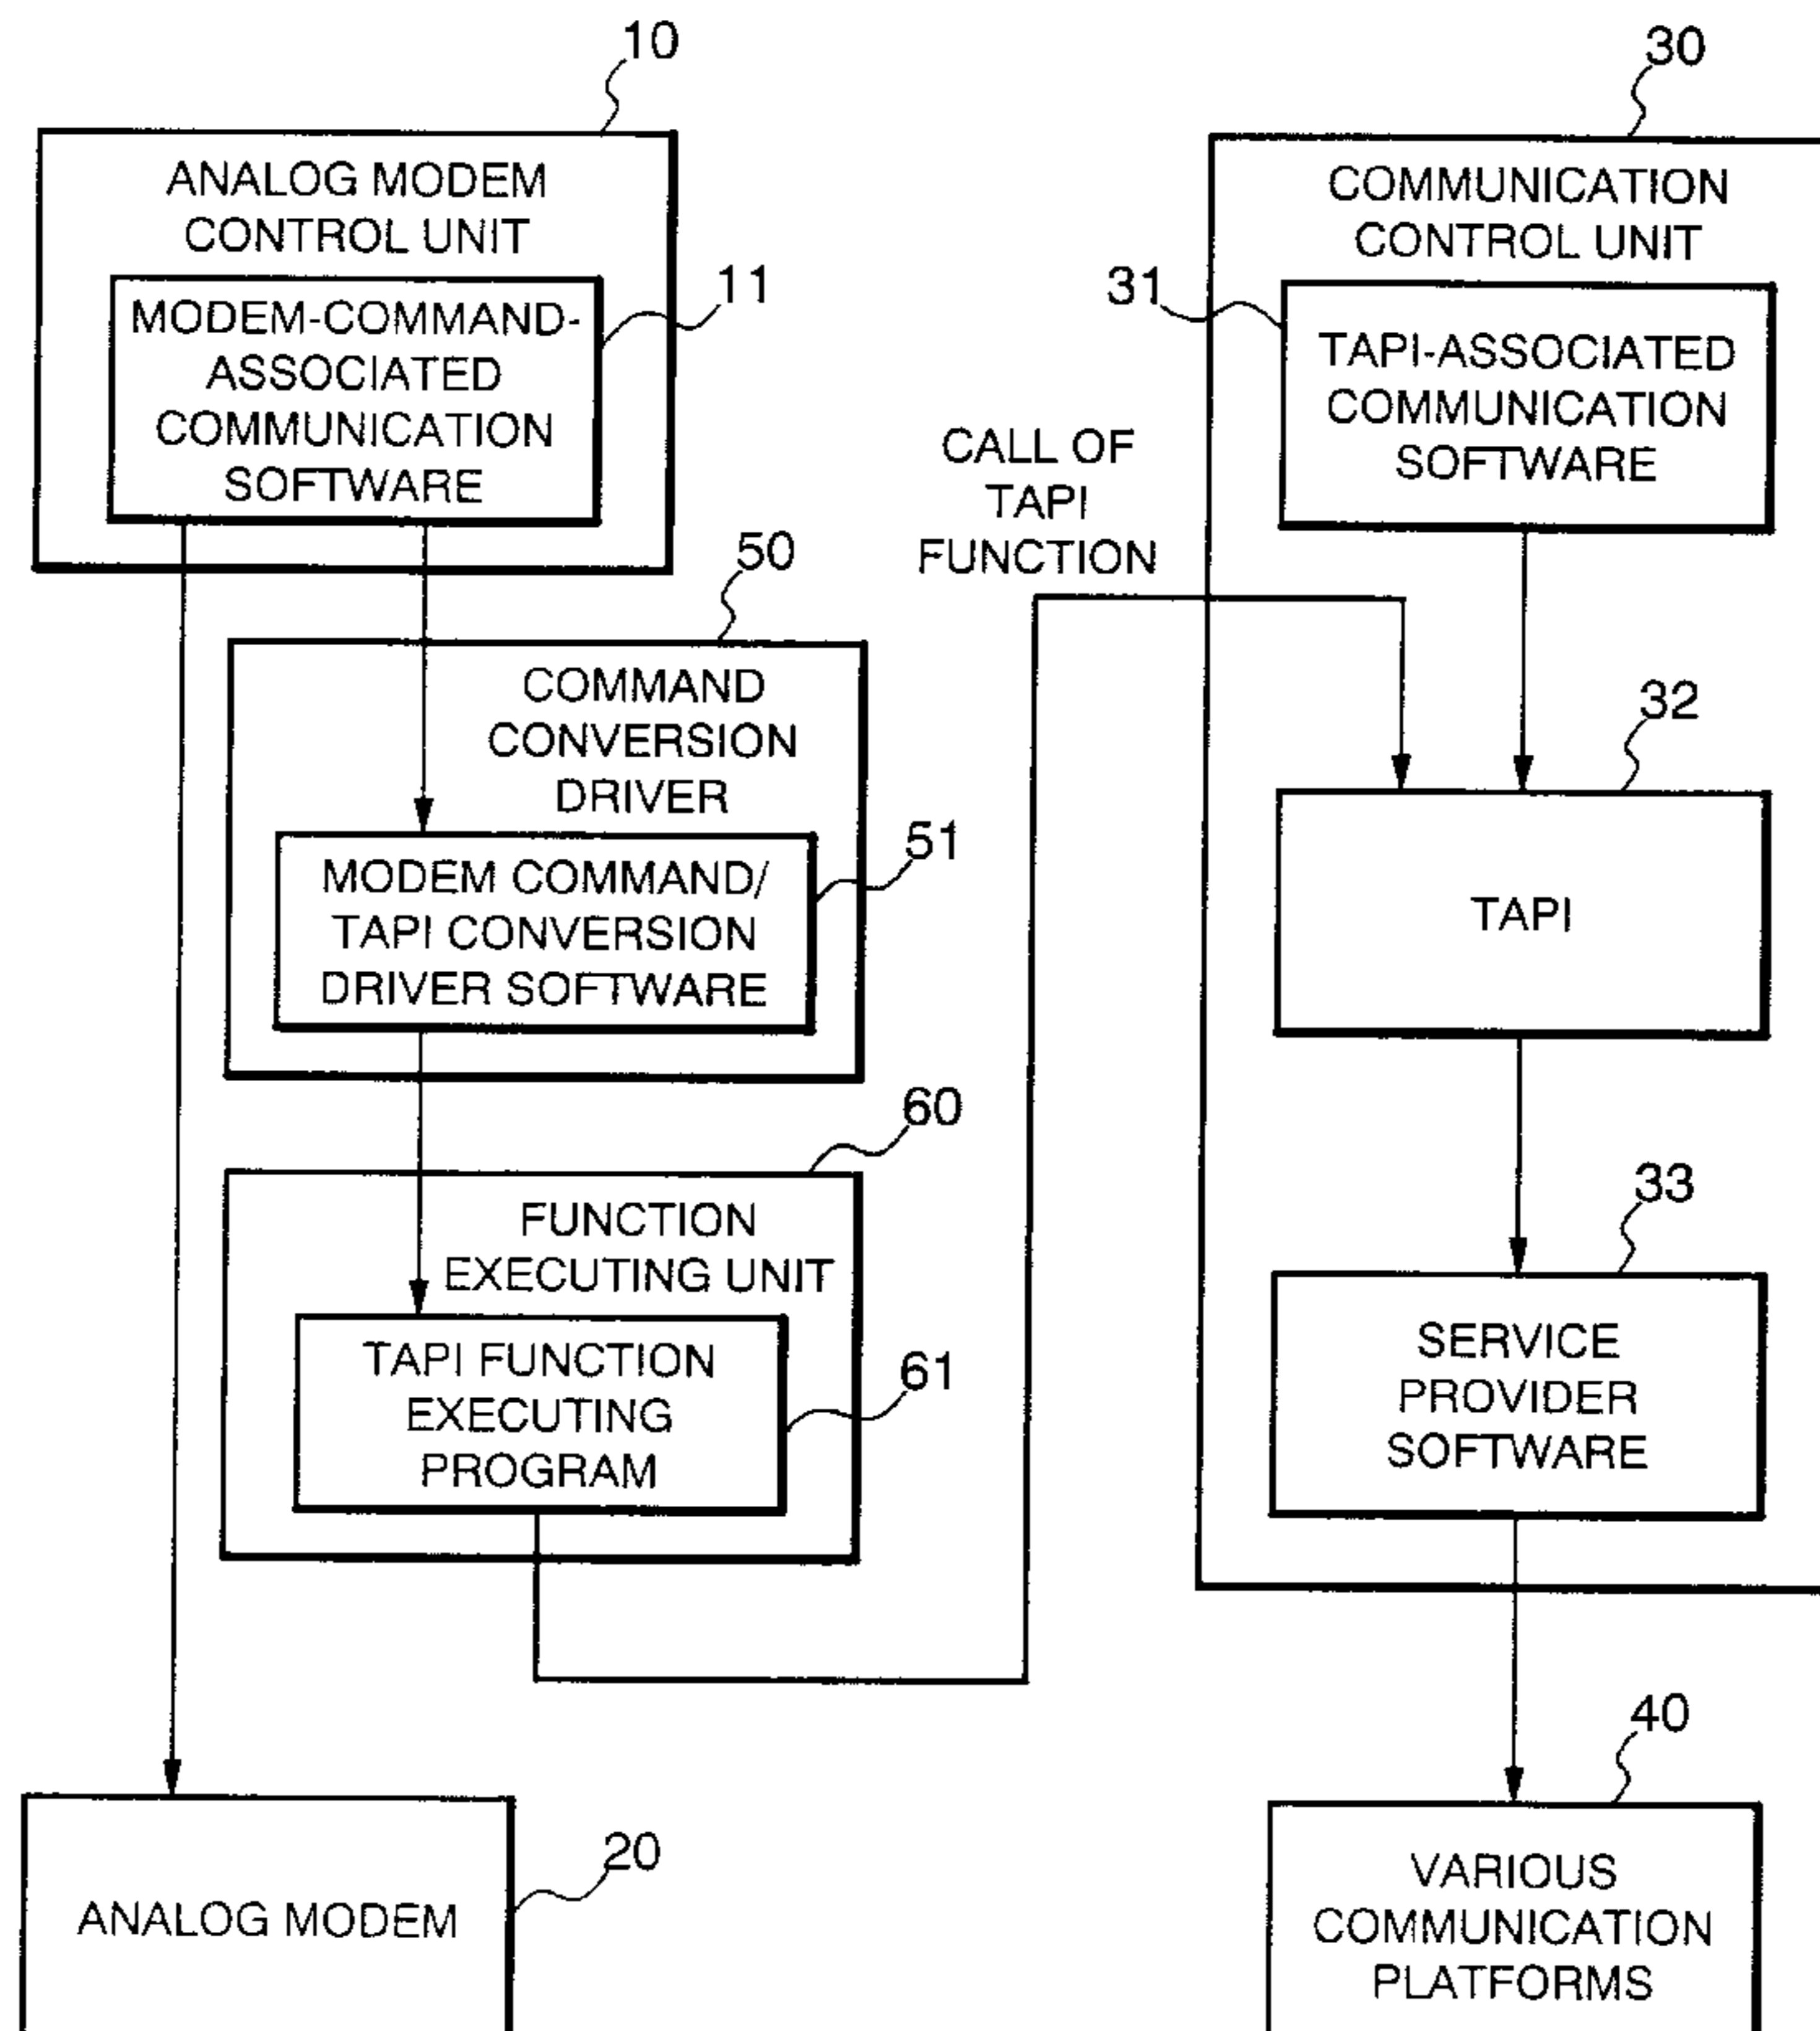 10
ANALOG MODEM
CONTROL UNIT
11
MODEM-COMMAND-
ASSOCIATED
COMMUNICATION
SOFTWARE
50
COMMAND
CONVERSION
DRIVER
51
MODEM COMMAND/
TAPI CONVERSION
DRIVER SOFTWARE
60
FUNCTION
EXECUTING UNIT
61
TAPI FUNCTION
EXECUTING
PROGRAM
20
ANALOG MODEM
CALL OF
TAPI
FUNCTION
30
COMMUNICATION
CONTROL UNIT
31
TAPI-ASSOCIATED
COMMUNICATION
SOFTWARE
32
TAPI
33
SERVICE
PROVIDER
SOFTWARE
40
VARIOUS
COMMUNICATION
PLATFORMS